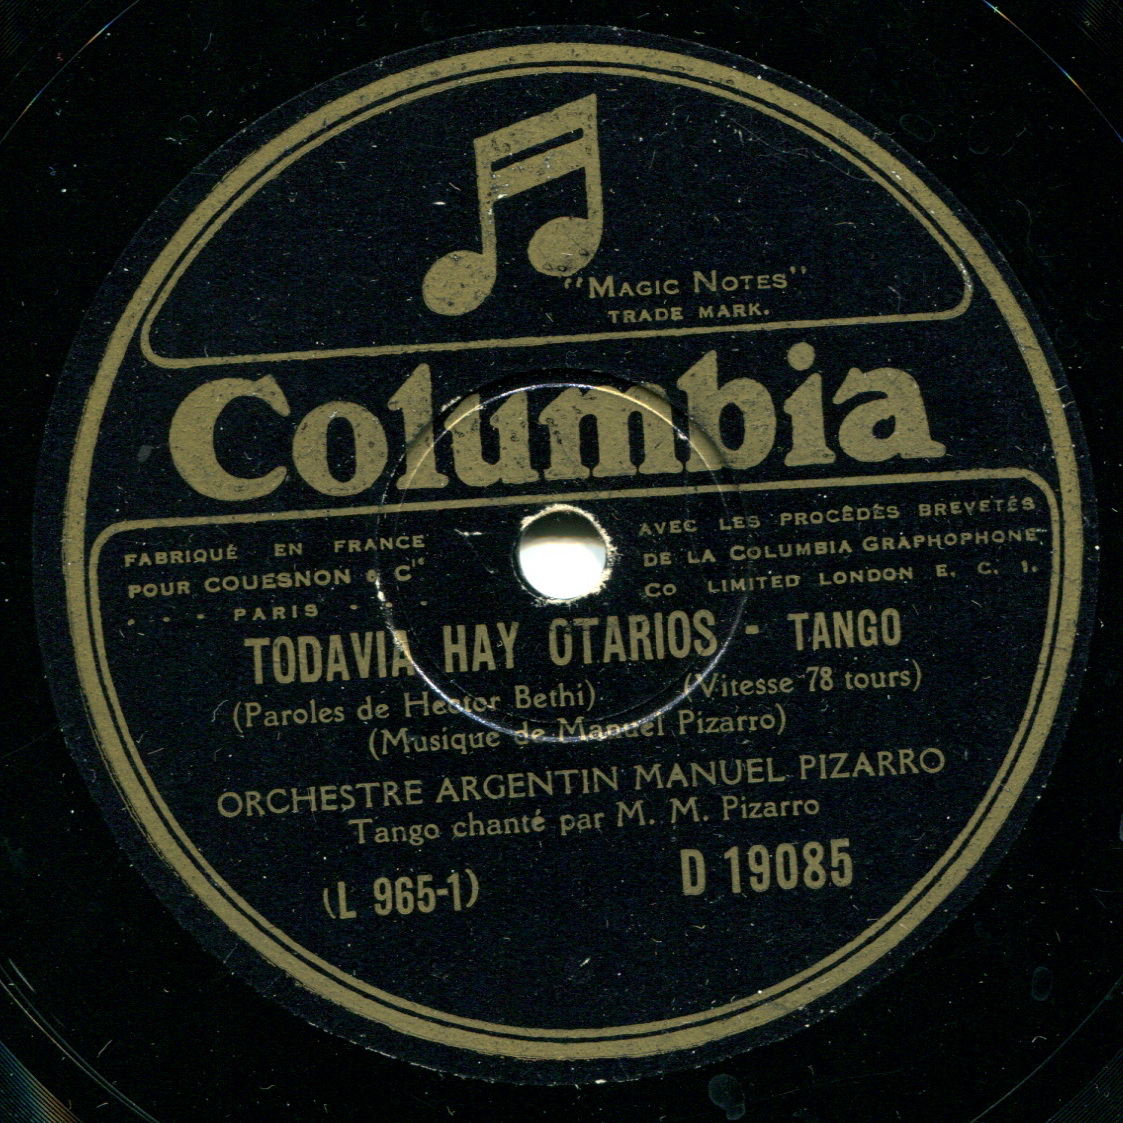 "MAGIC NOTES"
TRADE MARK.
Columbia
FABRIQUÉ EN FRANCE
POUR COUESNON & Cie
- - - PARIS - - -
AVEC LES PROCÉDÉS BREVETÉS
DE LA COLUMBIA GRAPHOPHONE
Co LIMITED LONDON E. C. 1.
TODAVIA HAY OTARIOS - TANGO
(Paroles de Hector Bethi) (Vitesse 78 tours)
(Musique de Manuel Pizarro)
ORCHESTRE ARGENTIN MANUEL PIZARRO
Tango chanté par M. M. Pizarro
(L 965-1) D 19085